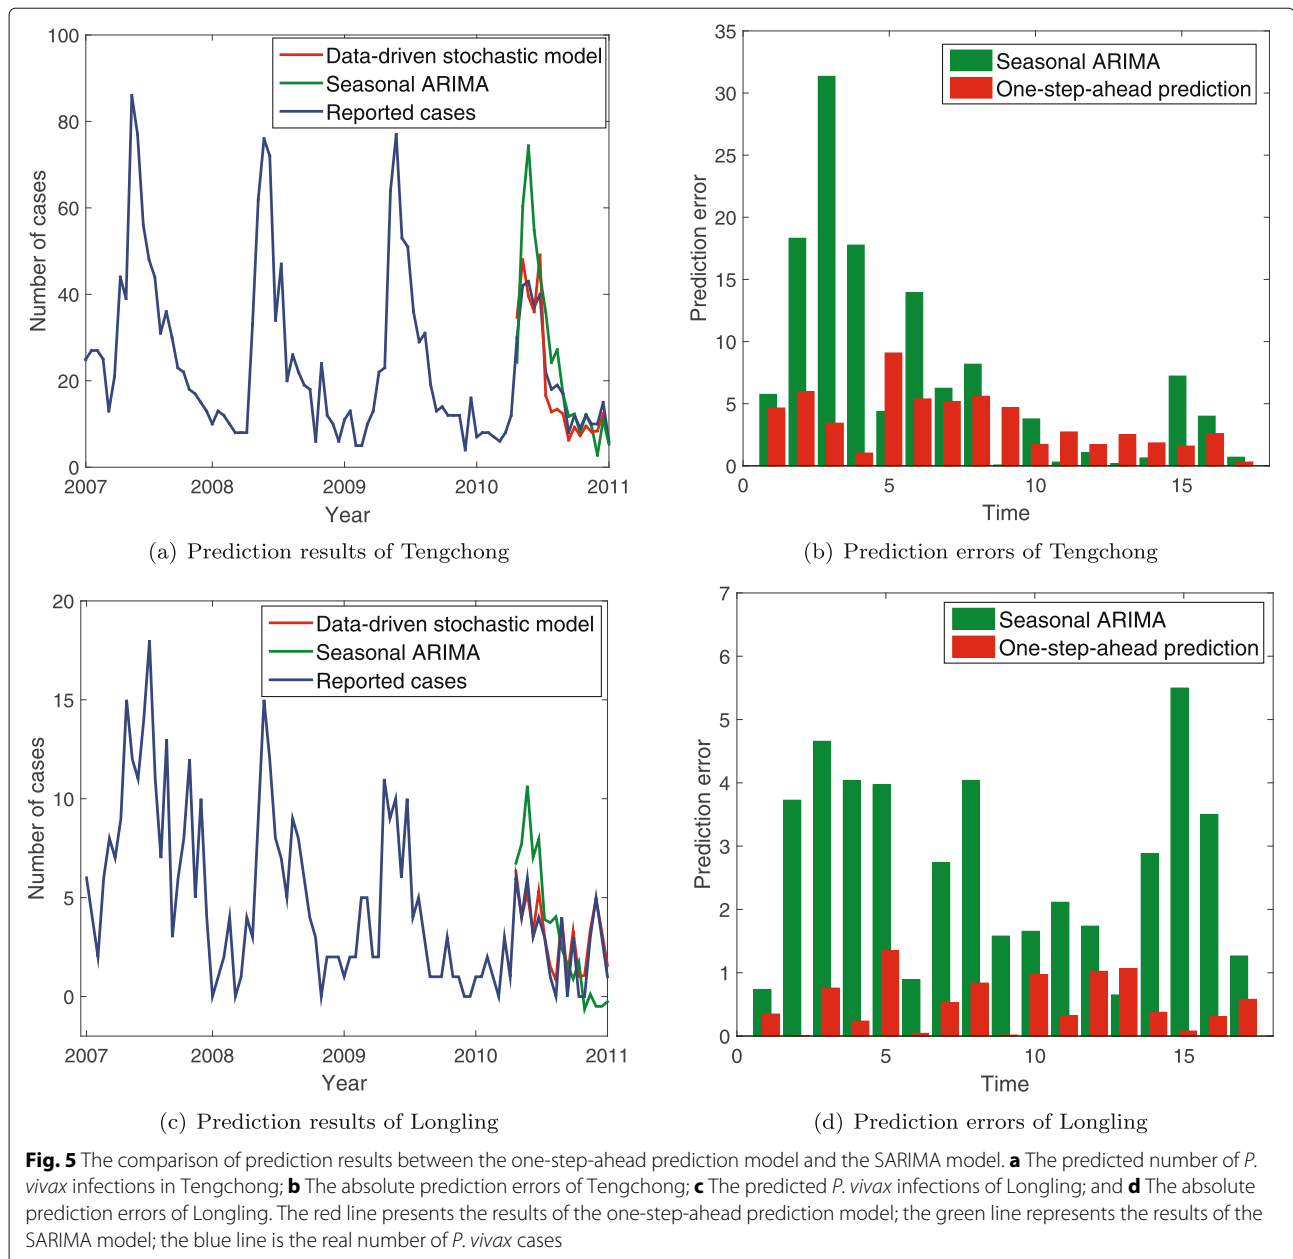 100
80
60
40
20
0
2007
2008
2009
2010
2011
Number of cases
Year
Data-driven stochastic model
Seasonal ARIMA
Reported cases
(a) Prediction results of Tengchong
35
30
25
20
15
10
5
0
0
5
10
15
Prediction error
Time
Seasonal ARIMA
One-step-ahead prediction
(b) Prediction errors of Tengchong
20
15
10
5
0
2007
2008
2009
2010
2011
Number of cases
Year
Data-driven stochastic model
Seasonal ARIMA
Reported cases
(c) Prediction results of Longling
7
6
5
4
3
2
1
0
0
5
10
15
Prediction error
Time
Seasonal ARIMA
One-step-ahead prediction
(d) Prediction errors of Longling
Fig. 5 The comparison of prediction results between the one-step-ahead prediction model and the SARIMA model. a The predicted number of P.
vivax infections in Tengchong; b The absolute prediction errors of Tengchong; c The predicted P. vivax infections of Longling; and d The absolute
prediction errors of Longling. The red line presents the results of the one-step-ahead prediction model; the green line represents the results of the
SARIMA model; the blue line is the real number of P. vivax cases